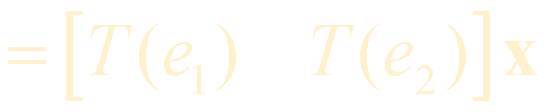 = [T(e₁) T(e₂)] x